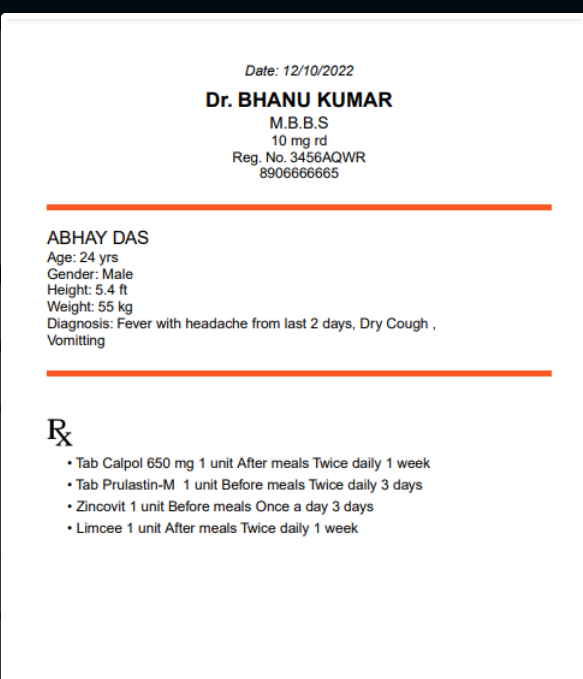 Date: 12/10/2022
Dr. BHANU KUMAR
M.B.B.S
10 mg rd
Reg. No. 3456AQWR
8906666665
ABHAY DAS
Age: 24 yrs
Gender: Male
Height: 5.4 ft
Weight: 55 kg
Diagnosis: Fever with headache from last 2 days, Dry Cough ,
Vomitting
Rx
• Tab Calpol 650 mg 1 unit After meals Twice daily 1 week
• Tab Prulastin-M  1 unit Before meals Twice daily 3 days
• Zincovit 1 unit Before meals Once a day 3 days
• Limcee 1 unit After meals Twice daily 1 week